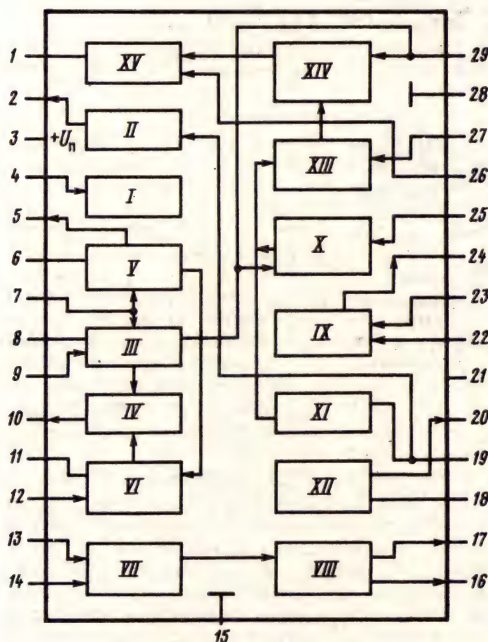 1 XV XIV 29
2 28
II
3 +Uп 27
XIII
4 26
I
5 25
X
6 V 24
7 23
IX
8 III 22
9 21
10 IV XI 20
11 19
VI XII
12 18
13 17
VII VIII
14 16
15